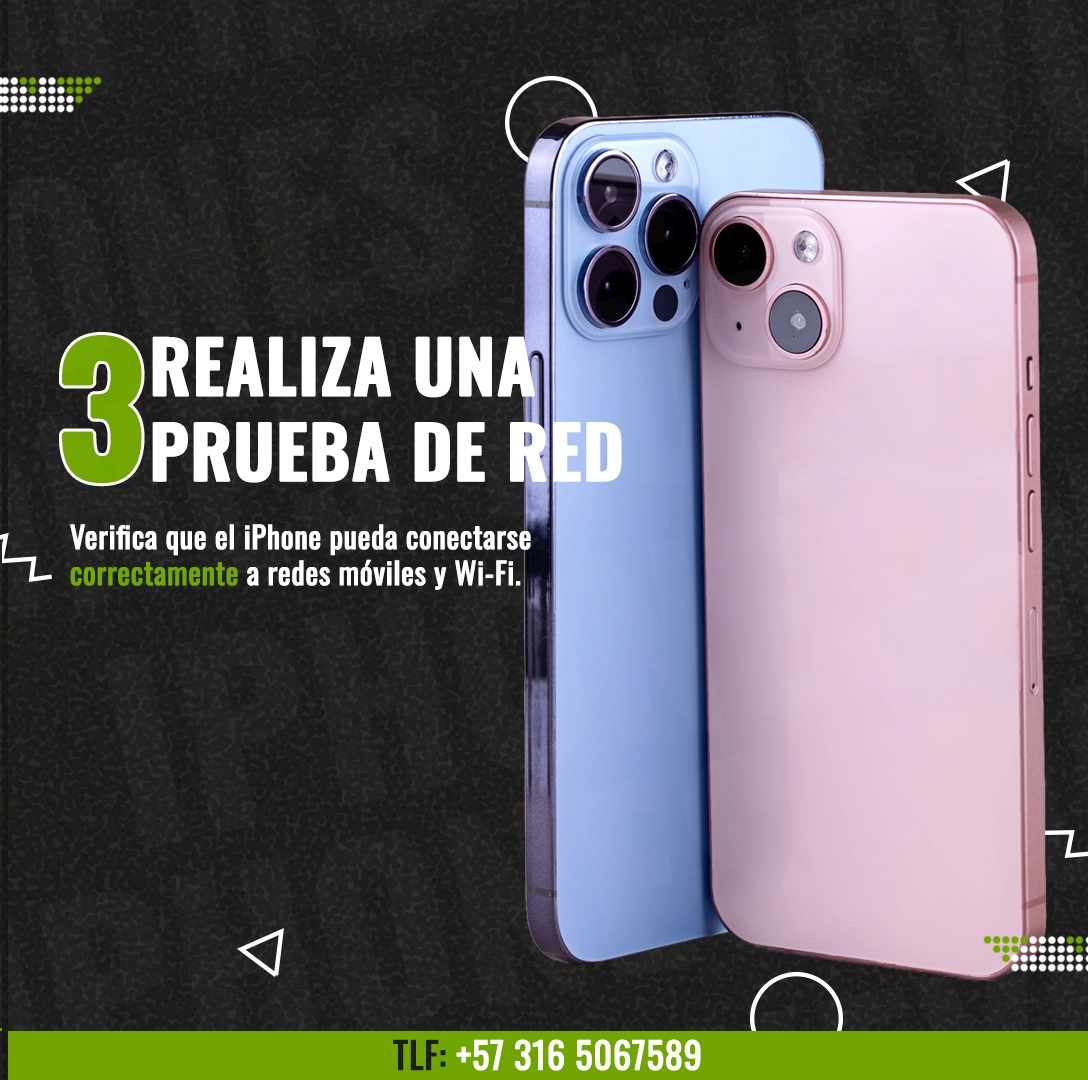 3
REALIZA UNA
PRUEBA DE RED
Verifica que el iPhone pueda conectarse
correctamente a redes móviles y Wi-Fi.
TLF: +57 316 5067589